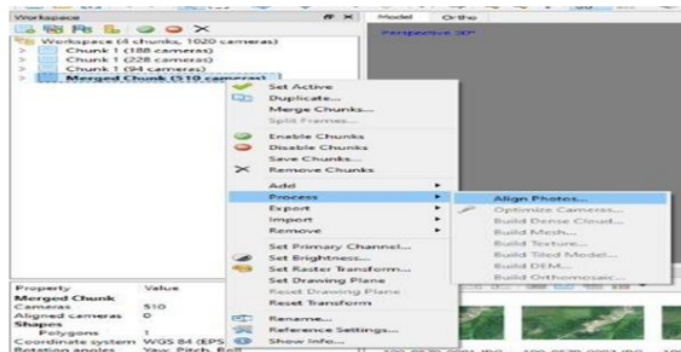 Workspace
Model Ortho
Perspective 30°
Workspace (4 chunks, 1020 cameras)
Chunk 1 (188 cameras)
Chunk 1 (228 cameras)
Chunk 1 (94 cameras)
Merged Chunk (510 cameras)
Set Active
Duplicate...
Merge Chunks...
Split Frames...
Enable Chunks
Disable Chunks
Save Chunks...
Remove Chunks
Add
Process
Export
Import
Remove
Set Primary Channel...
Set Brightness...
Set Raster Transform...
Set Drawing Plane
Reset Drawing Plane
Reset Transform
Rename...
Reference Settings...
Show Info...
Align Photos...
Optimize Cameras...
Build Dense Cloud...
Build Mesh...
Build Texture...
Build Tiled Model...
Build DEM...
Build Orthomosaic...
Property Value
Merged Chunk
Cameras 510
Aligned cameras 0
Shapes
Polygons 1
Coordinate system WGS 84 (EPS
Rotation angles Yaw, Pitch, Roll